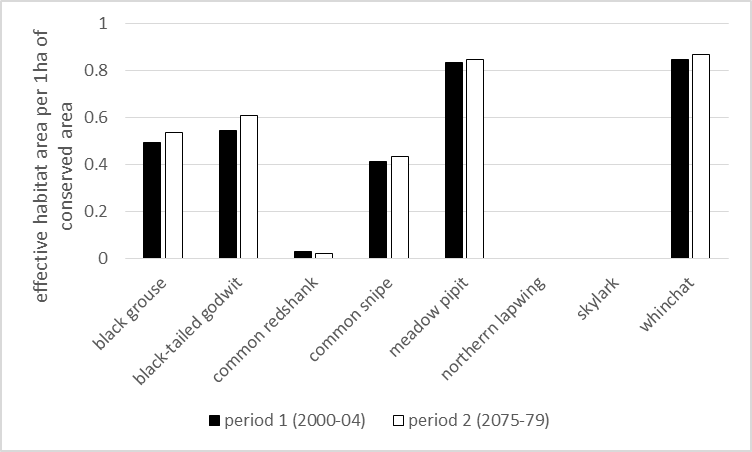 effective habitat area per 1ha of
conserved area
1
0.8
0.6
0.4
0.2
0
black grouse
black-tailed godwit
common redshank
common snipe
meadow pipit
northerrn lapwing
skylark
whinchat
period 1 (2000-04)
period 2 (2075-79)